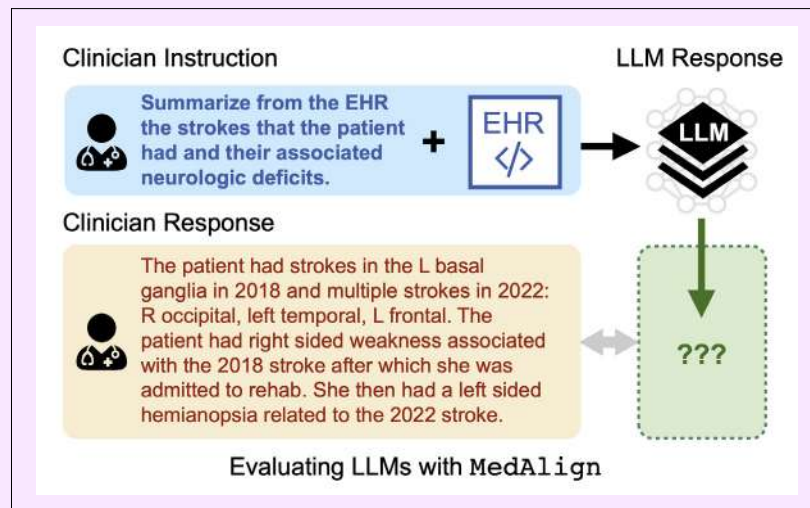 Clinician Instruction
LLM Response
Summarize from the EHR
the strokes that the patient
had and their associated
neurologic deficits.
+
EHR
</>
LLM
Clinician Response
The patient had strokes in the L basal
ganglia in 2018 and multiple strokes in 2022:
R occipital, left temporal, L frontal. The
patient had right sided weakness associated
with the 2018 stroke after which she was
admitted to rehab. She then had a left sided
hemianopsia related to the 2022 stroke.
???
Evaluating LLMs with MedAlign